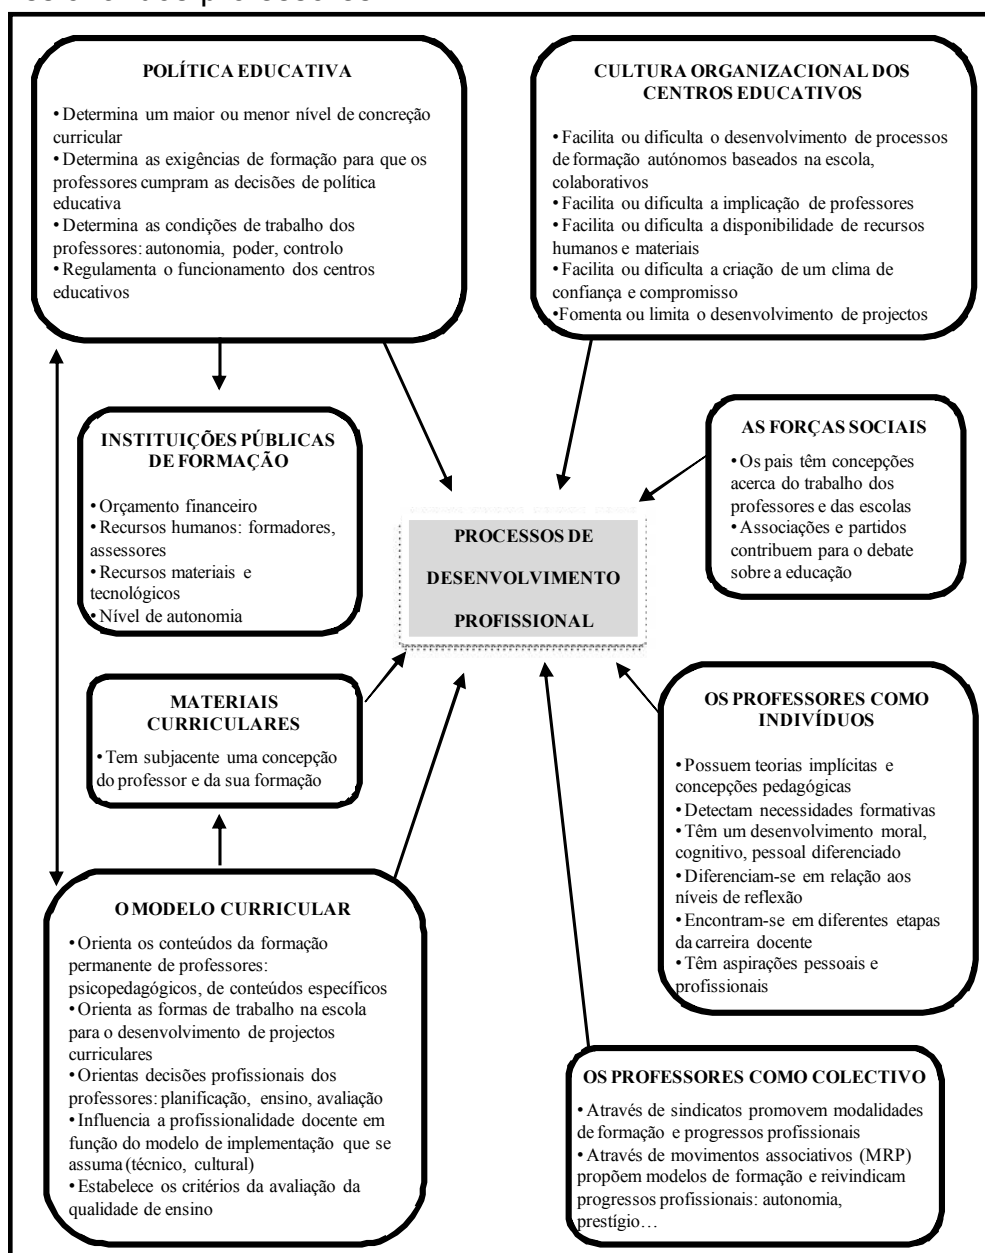 POLÍTICA EDUCATIVA
• Determina um maior ou menor nível de concreção
curricular
• Determina as exigências de formação para que os
professores cumpram as decisões de política
educativa
• Determina as condições de trabalho dos
professores: autonomia, poder, controlo
• Regulamenta o funcionamento dos centros
educativos
CULTURA ORGANIZACIONAL DOS
CENTROS EDUCATIVOS
• Facilita ou dificulta o desenvolvimento de processos
de formação autónomos baseados na escola,
colaborativos
• Facilita ou dificulta a implicação de professores
• Facilita ou dificulta a disponibilidade de recursos
humanos e materiais
• Facilita ou dificulta a criação de um clima de
confiança e compromisso
•Fomenta ou limita o desenvolvimento de projectos
INSTITUIÇÕES PÚBLICAS
DE FORMAÇÃO
• Orçamento financeiro
• Recursos humanos: formadores,
assessores
• Recursos materiais e
tecnológicos
• Nível de autonomia
AS FORÇAS SOCIAIS
• Os pais têm concepções
acerca do trabalho dos
professores e das escolas
• Associações e partidos
contribuem para o debate
sobre a educação
PROCESSOS DE
DESENVOLVIMENTO
PROFISSIONAL
MATERIAIS
CURRICULARES
• Tem subjacente uma concepção
do professor e da sua formação
OS PROFESSORES COMO
INDIVÍDUOS
• Possuem teorias implícitas e
concepções pedagógicas
• Detectam necessidades formativas
• Têm um desenvolvimento moral,
cognitivo, pessoal diferenciado
• Diferenciam-se em relação aos
níveis de reflexão
• Encontram-se em diferentes etapas
da carreira docente
• Têm aspirações pessoais e
profissionais
O MODELO CURRICULAR
• Orienta os conteúdos da formação
permanente de professores:
psicopedagógicos, de conteúdos específicos
• Orienta as formas de trabalho na escola
para o desenvolvimento de projectos
curriculares
• Orientas decisões profissionais dos
professores: planificação, ensino, avaliação
• Influencia a profissionalidade docente em
função do modelo de implementação que se
assuma (técnico, cultural)
• Estabelece os critérios da avaliação da
qualidade de ensino
OS PROFESSORES COMO COLECTIVO
• Através de sindicatos promovem modalidades
de formação e progressos profissionais
• Através de movimentos associativos (MRP)
propõem modelos de formação e reivindicam
progressos profissionais: autonomia,
prestígio…